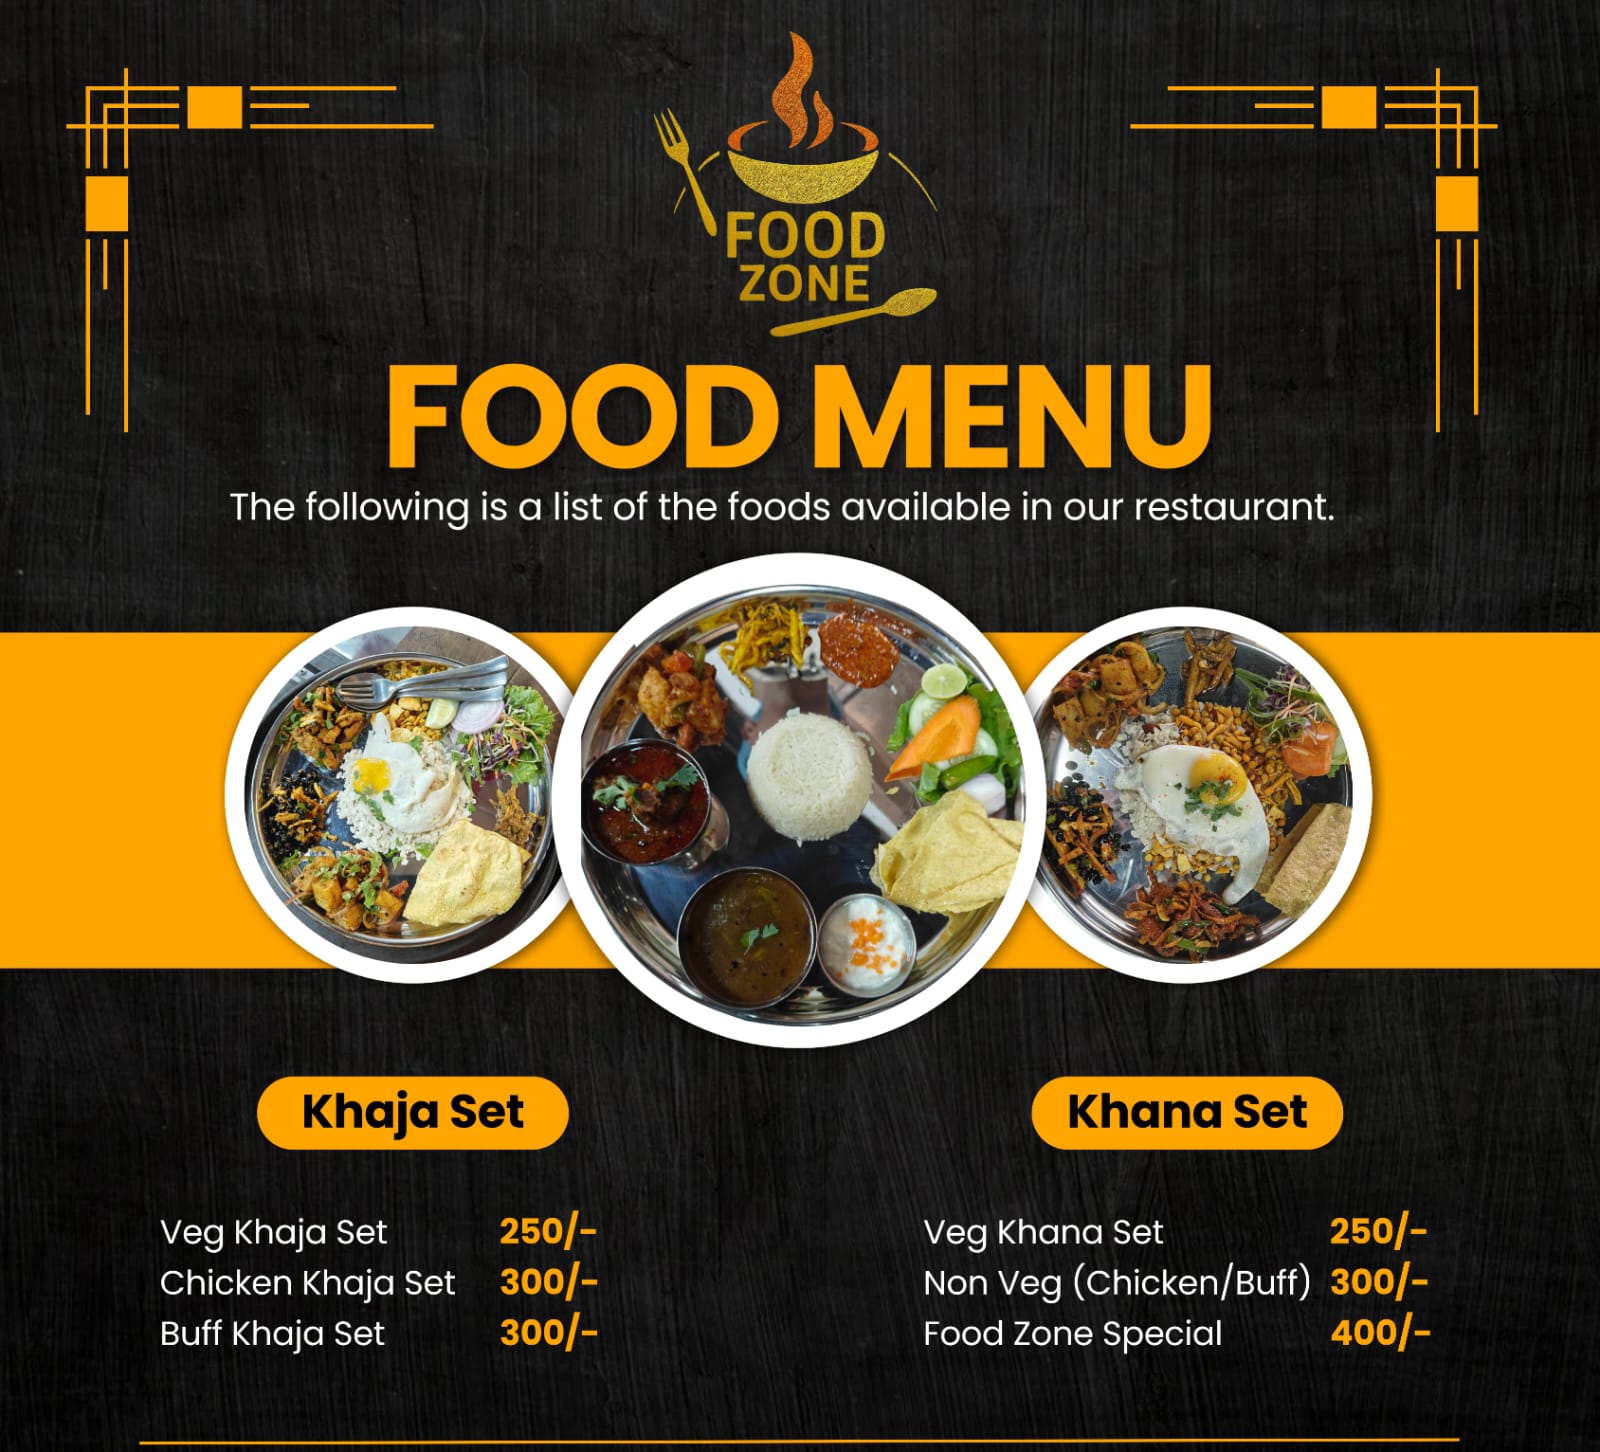 FOOD
ZONE
FOOD MENU
The following is a list of the foods available in our restaurant.
Khaja Set
Veg Khaja Set 250/-
Chicken Khaja Set 300/-
Buff Khaja Set 300/-
Khana Set
Veg Khana Set 250/-
Non Veg (Chicken/Buff) 300/-
Food Zone Special 400/-